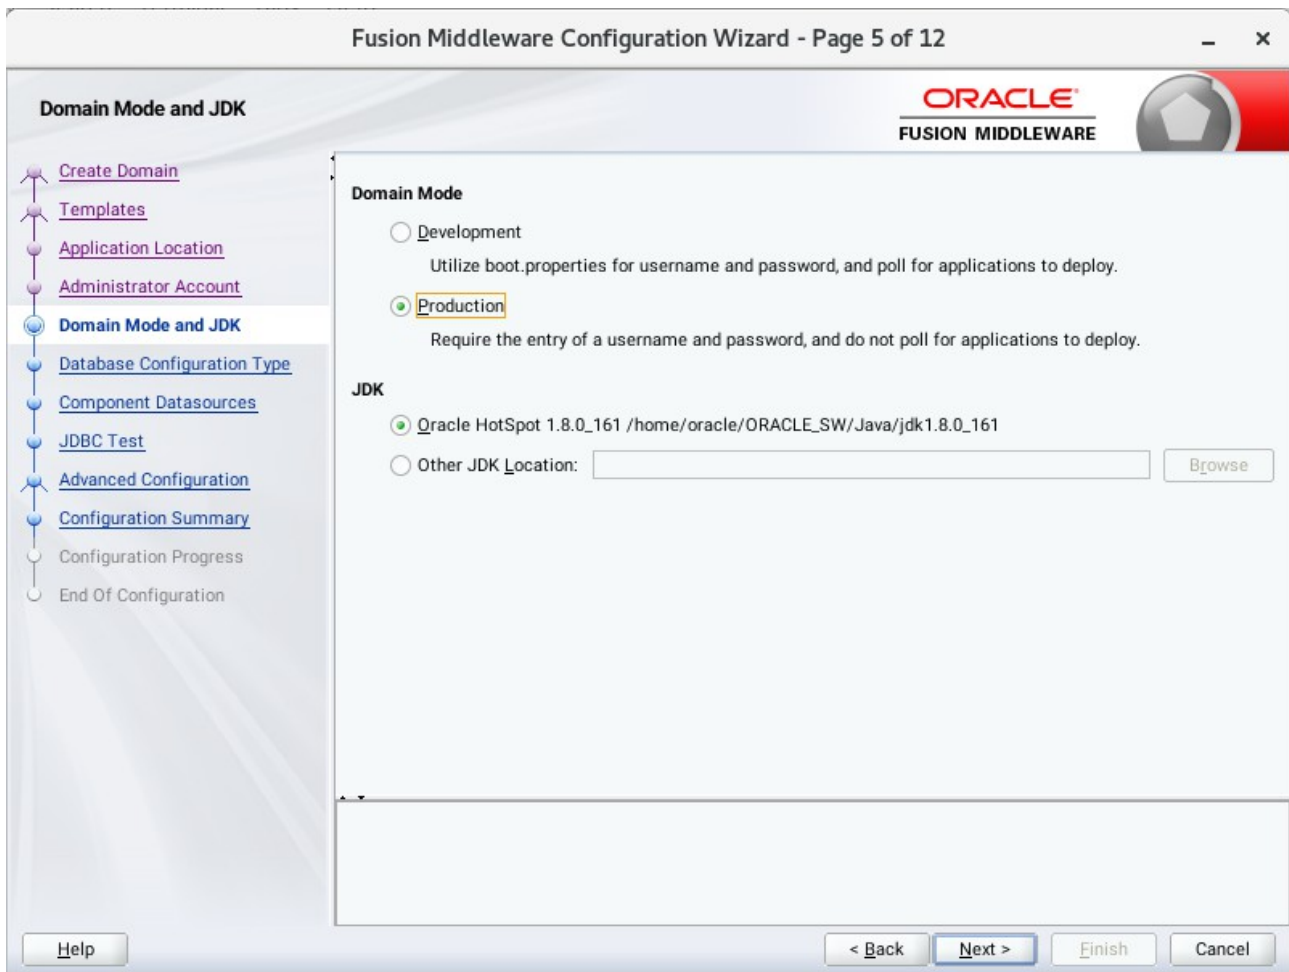 Fusion Middleware Configuration Wizard - Page 5 of 12
Domain Mode and JDK
ORACLE
FUSION MIDDLEWARE
Create Domain
Templates
Application Location
Administrator Account
Domain Mode and JDK
Database Configuration Type
Component Datasources
JDBC Test
Advanced Configuration
Configuration Summary
Configuration Progress
End Of Configuration
Domain Mode
Development
Utilize boot.properties for username and password, and poll for applications to deploy.
Production
Require the entry of a username and password, and do not poll for applications to deploy.
JDK
Oracle HotSpot 1.8.0_161 /home/oracle/ORACLE_SW/Java/jdk1.8.0_161
Other JDK Location:
Browse
Help
< Back
Next >
Finish
Cancel